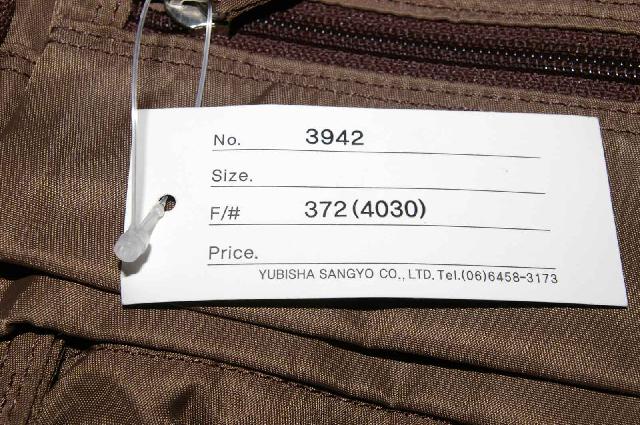 No. 3942
Size.
F/# 372(4030)
Price.
YUBISHA SANGYO CO., LTD. Tel.(06)6458-3173